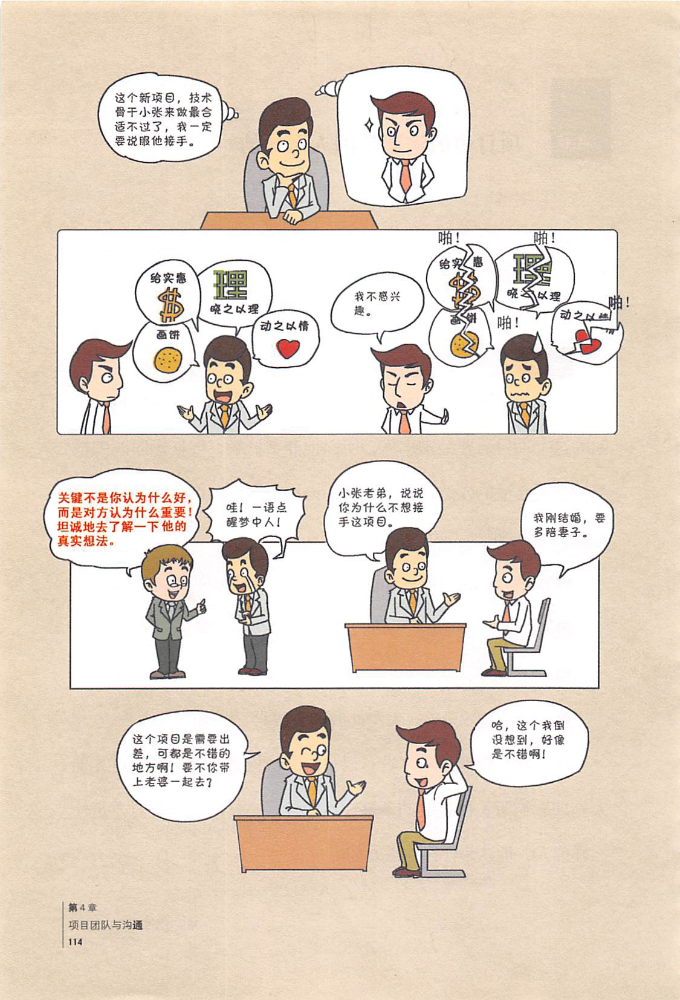 这个新项目，技术
骨干小张来做最合
适不过了，我一定
要说服他接手。
给实惠
理
晓之以理
画饼
动之以情
我不感兴
趣。
啪！
啪！
给实惠
理
晓之以理
画饼
啪！
动之以情
啪！
关键不是你认为什么好，
而是对方认为什么重要！
坦诚地去了解一下他的
真实想法。
哇！一语点
醒梦中人！
小张老弟，说说
你为什么不想接
手这项目。
我刚结婚，要
多陪妻子。
这个项目是需要出
差，可都是不错的
地方啊！要不你带
上老婆一起去？
哈，这个我倒
没想到，好像
是不错啊！
第4章
项目团队与沟通
114